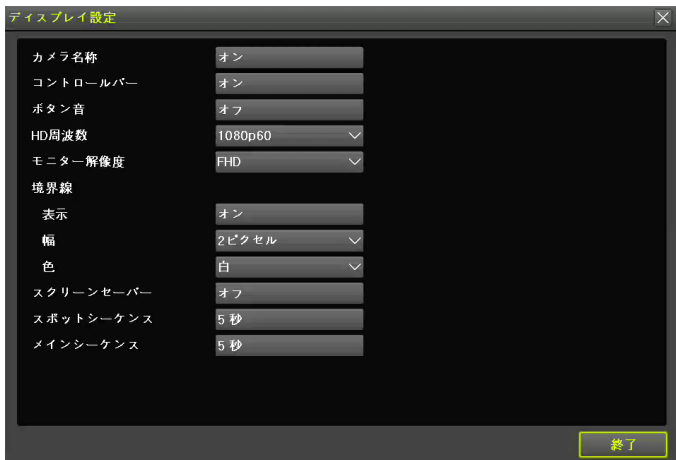 ディスプレイ設定
カメラ名称 オン
コントロールバー オン
ボタン音 オフ
HD周波数 1080p60
モニター解像度 FHD
境界線
表示 オン
幅 2ピクセル
色 白
スクリーンセーバー オフ
スポットシーケンス 5 秒
メインシーケンス 5 秒
終了